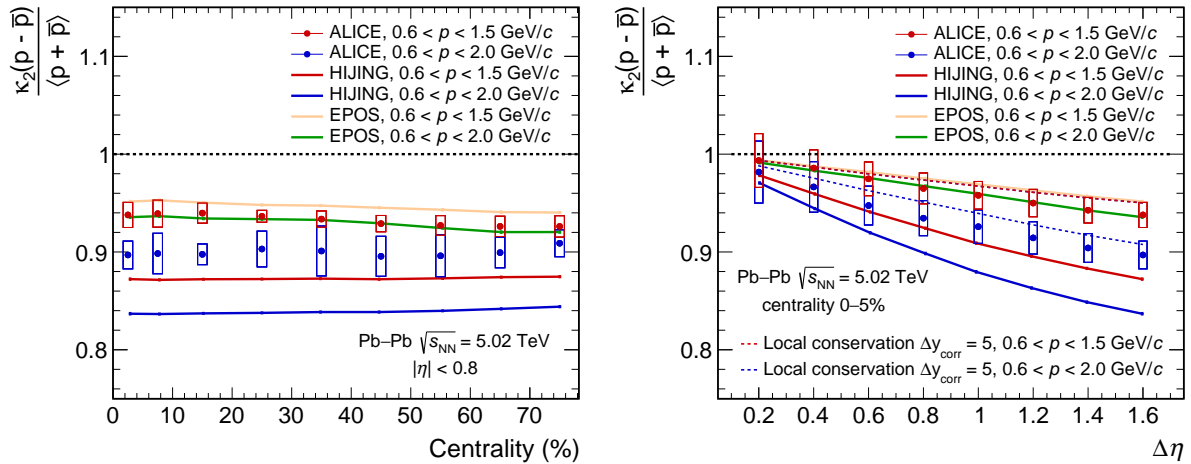 κ₂(p - p̅)
⟨p + p̅⟩
1.1
1
0.9
0.8
ALICE, 0.6 < p < 1.5 GeV/c
ALICE, 0.6 < p < 2.0 GeV/c
HIJING, 0.6 < p < 1.5 GeV/c
HIJING, 0.6 < p < 2.0 GeV/c
EPOS, 0.6 < p < 1.5 GeV/c
EPOS, 0.6 < p < 2.0 GeV/c
Pb–Pb √s_NN = 5.02 TeV
|η| < 0.8
0 10 20 30 40 50 60 70 80
Centrality (%)
κ₂(p - p̅)
⟨p + p̅⟩
1.1
1
0.9
0.8
ALICE, 0.6 < p < 1.5 GeV/c
ALICE, 0.6 < p < 2.0 GeV/c
HIJING, 0.6 < p < 1.5 GeV/c
HIJING, 0.6 < p < 2.0 GeV/c
EPOS, 0.6 < p < 1.5 GeV/c
EPOS, 0.6 < p < 2.0 GeV/c
Pb–Pb √s_NN = 5.02 TeV
centrality 0–5%
Local conservation Δy_corr = 5, 0.6 < p < 1.5 GeV/c
Local conservation Δy_corr = 5, 0.6 < p < 2.0 GeV/c
0.2 0.4 0.6 0.8 1 1.2 1.4 1.6
Δη